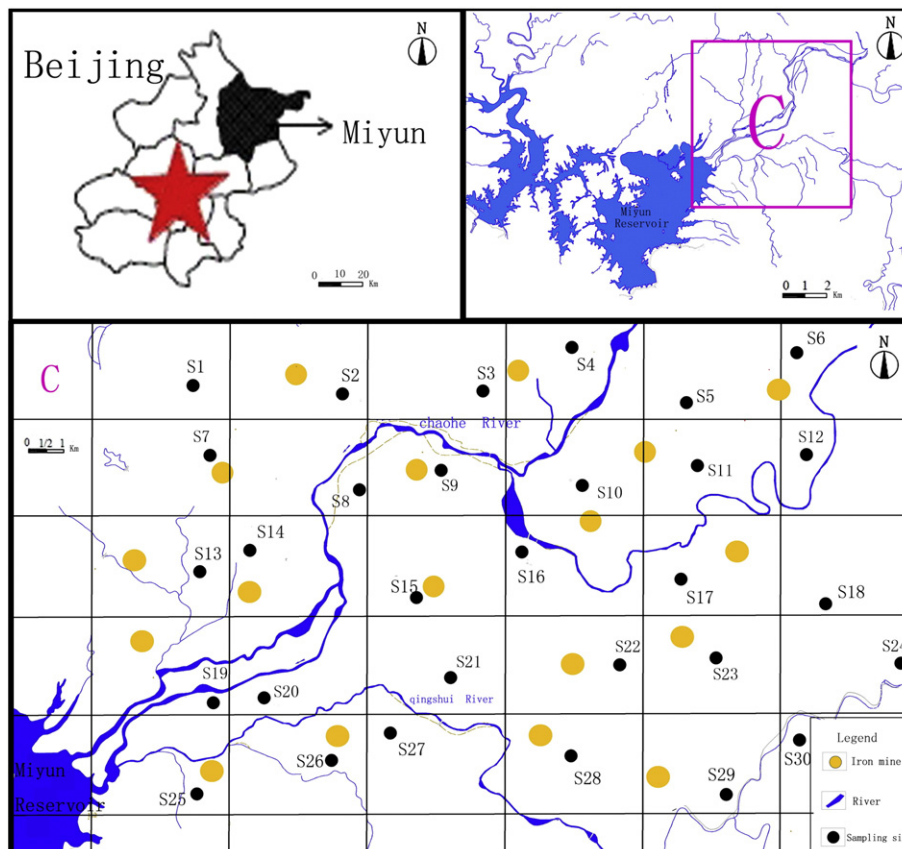 Beijing
N
Miyun
0 10 20 Km
N
C
Miyun
Reservoir
0 1 2 Km
C
N
S1
S2
S3
S4
S5
S6
0 1/2 1 Km
chaohe River
S7
S8
S9
S10
S11
S12
S13
S14
S15
S16
S17
S18
S19
S20
S21
S22
S23
S24
qingshui River
Miyun
Reservoir
S25
S26
S27
S28
S29
S30
Legend
Iron mine
River
Sampling si